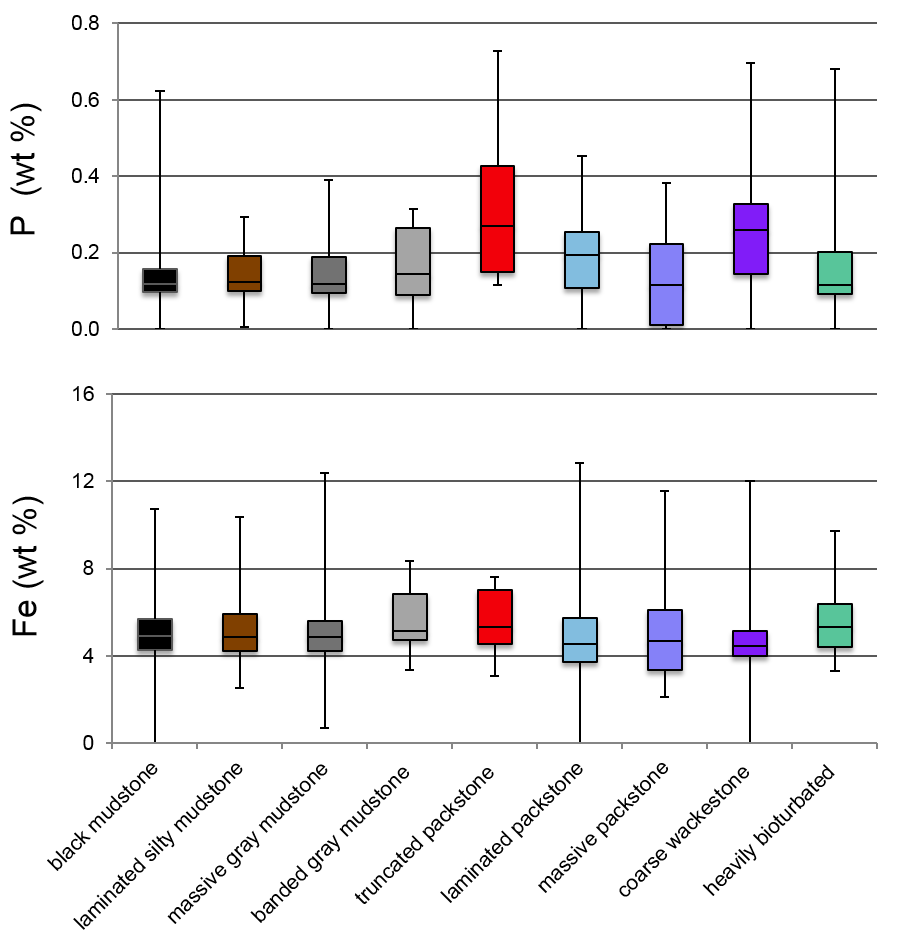 0.8
0.6
0.4
0.2
0.0
P (wt %)
16
12
8
4
0
Fe (wt %)
black mudstone
laminated silty mudstone
massive gray mudstone
banded gray mudstone
truncated packstone
laminated packstone
massive packstone
coarse wackestone
heavily bioturbated